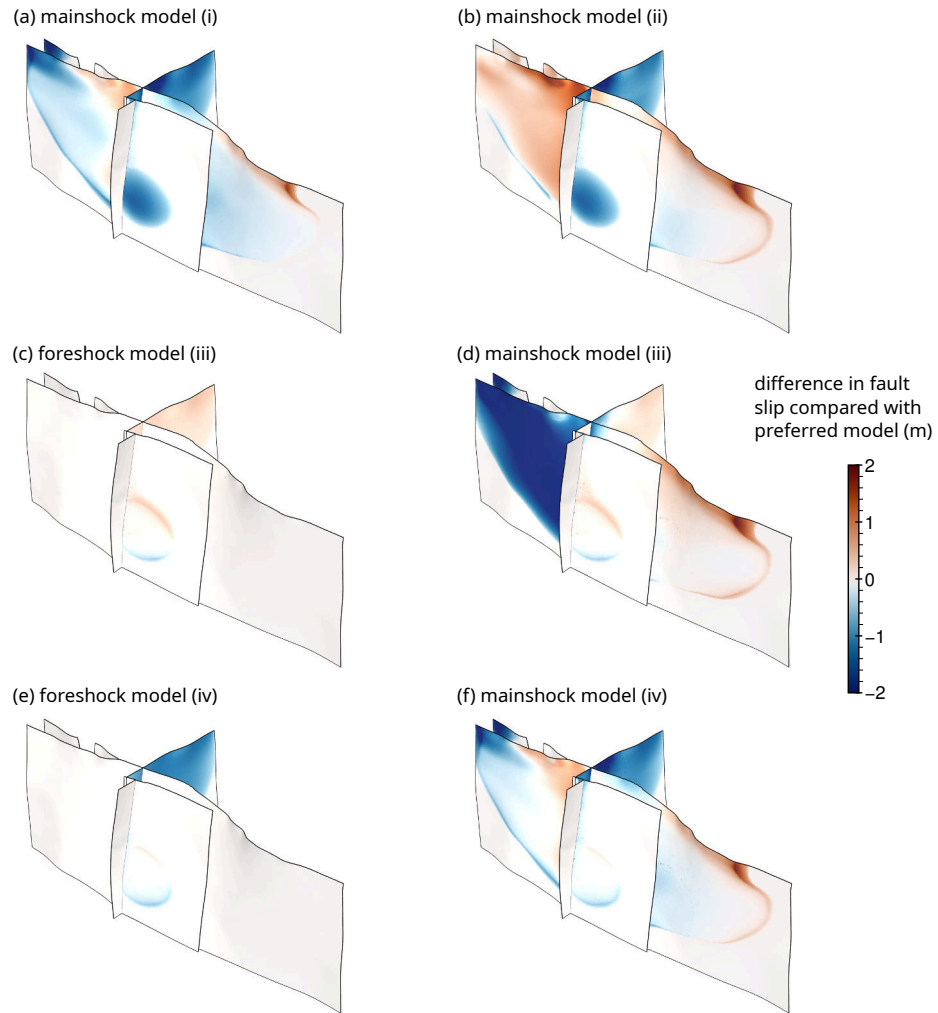 (a) mainshock model (i)
(b) mainshock model (ii)
(c) foreshock model (iii)
(d) mainshock model (iii)
difference in fault
slip compared with
preferred model (m)
2
1
0
−1
−2
(e) foreshock model (iv)
(f) mainshock model (iv)